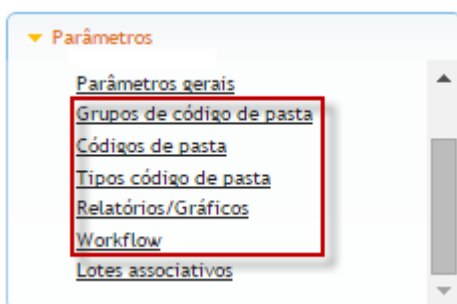 Parâmetros
Parâmetros gerais
Grupos de código de pasta
Códigos de pasta
Tipos código de pasta
Relatórios/Gráficos
Workflow
Lotes associativos